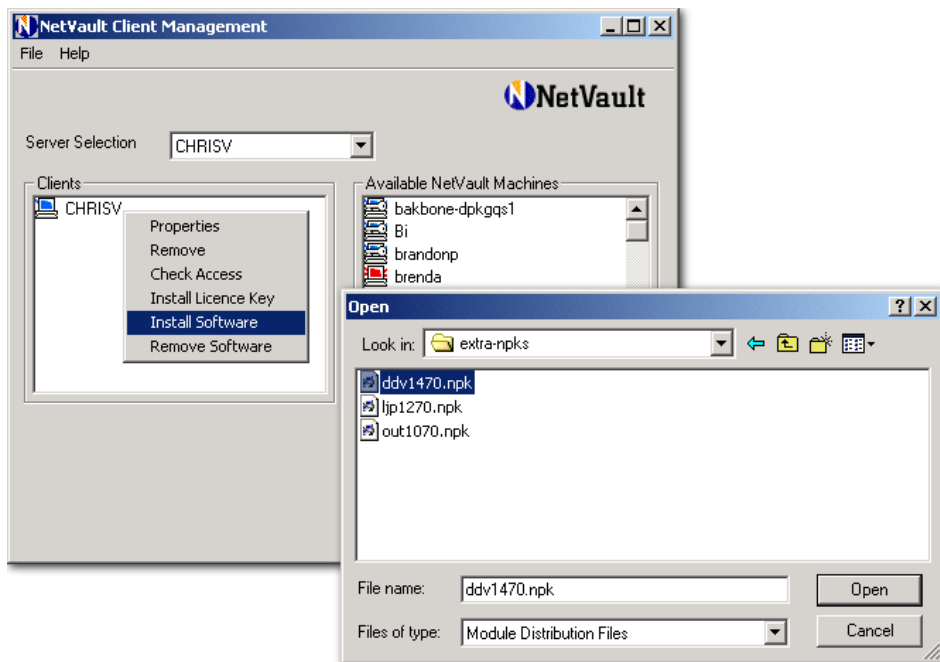 NetVault Client Management
File Help
NetVault
Server Selection
CHRISV
Clients
CHRISV
Properties
Remove
Check Access
Install Licence Key
Install Software
Remove Software
Available NetVault Machines
bakbone-dpkgqs1
Bi
brandonp
brenda
Open
Look in: extra-npks
ddv1470.npk
ljp1270.npk
out1070.npk
File name: ddv1470.npk
Open
Files of type: Module Distribution Files
Cancel